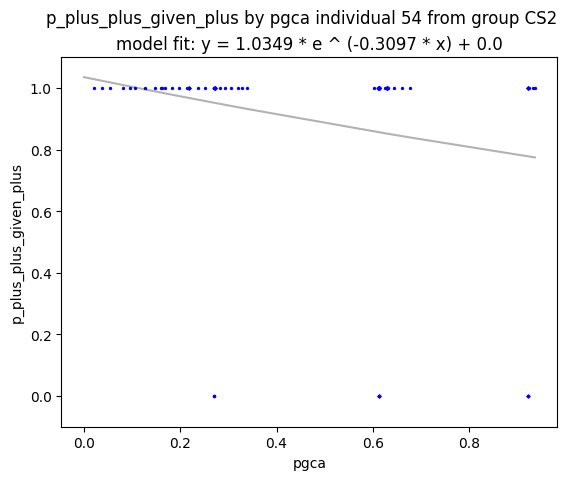 p_plus_plus_given_plus by pgca individual 54 from group CS2
model fit: y = 1.0349 * e ^ (-0.3097 * x) + 0.0
p_plus_plus_given_plus
1.0
0.8
0.6
0.4
0.2
0.0
0.0 0.2 0.4 0.6 0.8
pgca